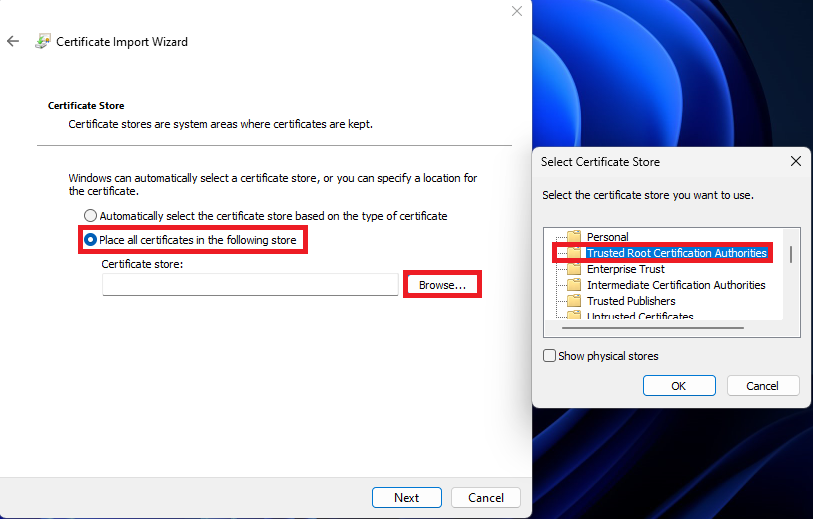 Certificate Import Wizard
Certificate Store
Certificate stores are system areas where certificates are kept.
Windows can automatically select a certificate store, or you can specify a location for
the certificate.
Automatically select the certificate store based on the type of certificate
Place all certificates in the following store
Certificate store:
Browse...
Next
Cancel
Select Certificate Store
Select the certificate store you want to use.
Personal
Trusted Root Certification Authorities
Enterprise Trust
Intermediate Certification Authorities
Trusted Publishers
Untrusted Certificates
Show physical stores
OK
Cancel